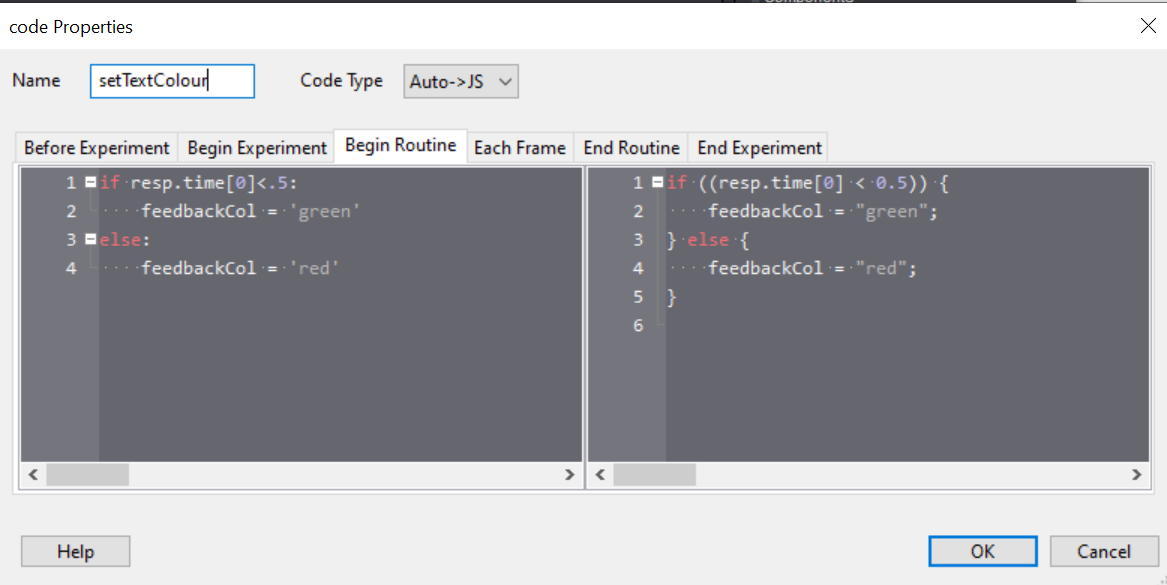 Components
code Properties
Name setTextColour Code Type Auto->JS
Before Experiment Begin Experiment Begin Routine Each Frame End Routine End Experiment
1 if resp.time[0]<.5:
2 feedbackCol = 'green'
3 else:
4 feedbackCol = 'red'
1 if ((resp.time[0] < 0.5)) {
2 feedbackCol = "green";
3 } else {
4 feedbackCol = "red";
5 }
6
Help OK Cancel